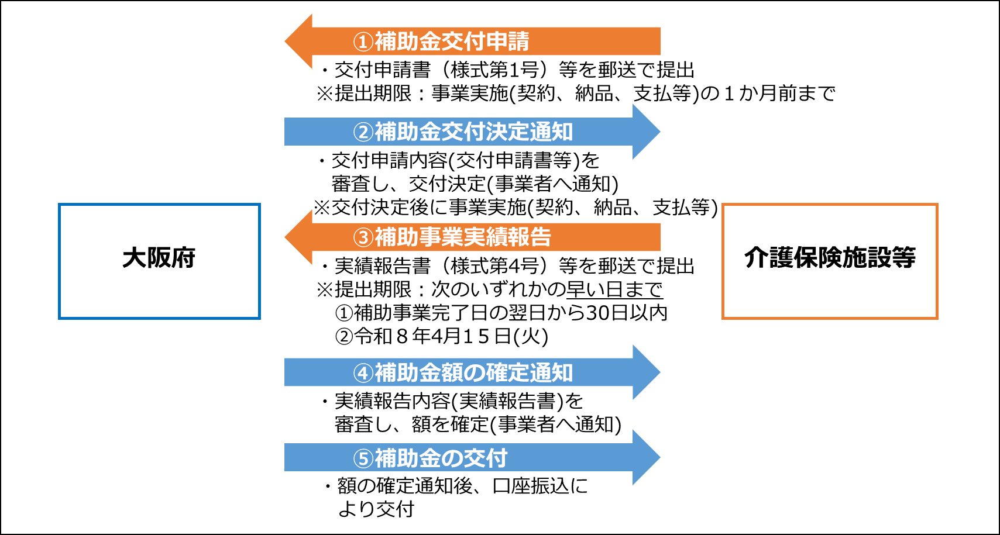 ①補助金交付申請
・交付申請書（様式第1号）等を郵送で提出
※提出期限：事業実施(契約、納品、支払等)の１か月前まで
②補助金交付決定通知
・交付申請内容(交付申請書等)を
審査し、交付決定(事業者へ通知)
※交付決定後に事業実施(契約、納品、支払等)
③補助事業実績報告
・実績報告書（様式第4号）等を郵送で提出
※提出期限：次のいずれかの早い日まで
①補助事業完了日の翌日から30日以内
②令和８年4月1５日(火)
④補助金額の確定通知
・実績報告内容(実績報告書)を
審査し、額を確定(事業者へ通知)
⑤補助金の交付
・額の確定通知後、口座振込に
より交付
大阪府
介護保険施設等